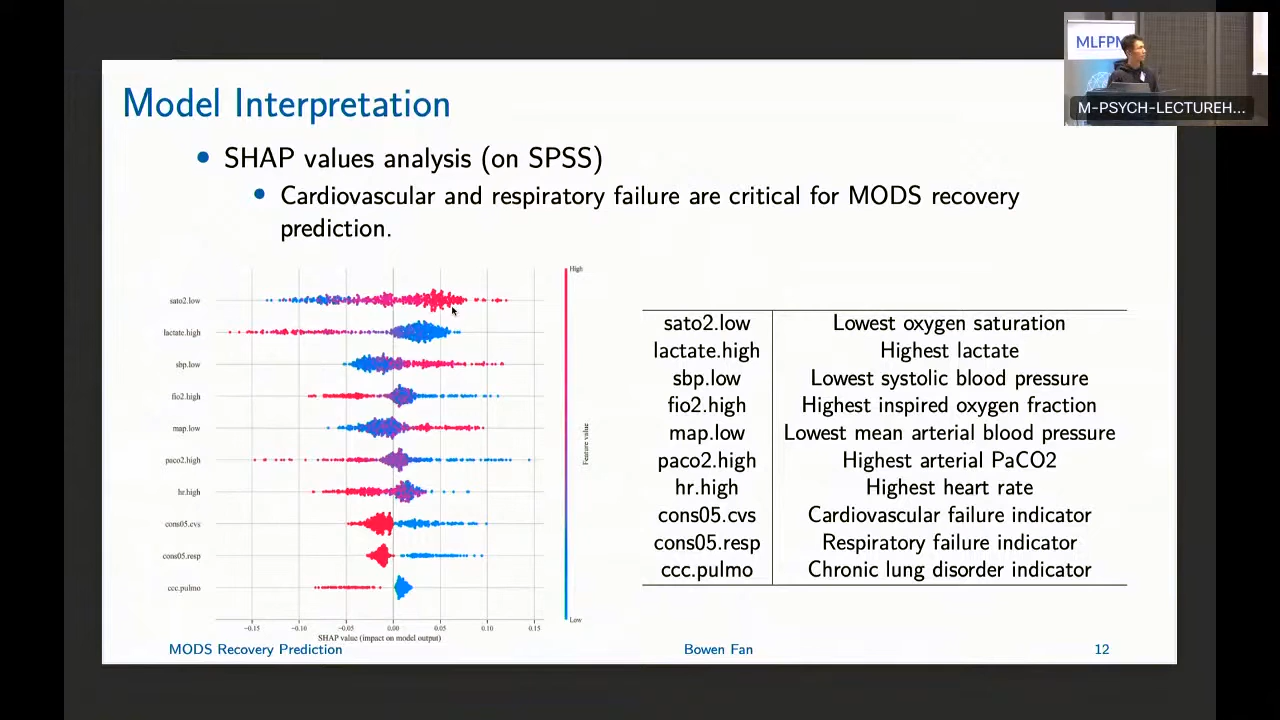 MLFPM
M-PSYCH-LECTUREH...
Model Interpretation
SHAP values analysis (on SPSS)
Cardiovascular and respiratory failure are critical for MODS recovery
prediction.
High
sato2.low
lactate.high
sbp.low
fio2.high
map.low
paco2.high
hr.high
cons05.cvs
cons05.resp
ccc.pulmo
Feature value
Low
−0.15 −0.10 −0.05 0.00 0.05 0.10 0.15
SHAP value (impact on model output)
sato2.low Lowest oxygen saturation
lactate.high Highest lactate
sbp.low Lowest systolic blood pressure
fio2.high Highest inspired oxygen fraction
map.low Lowest mean arterial blood pressure
paco2.high Highest arterial PaCO2
hr.high Highest heart rate
cons05.cvs Cardiovascular failure indicator
cons05.resp Respiratory failure indicator
ccc.pulmo Chronic lung disorder indicator
MODS Recovery Prediction Bowen Fan 12